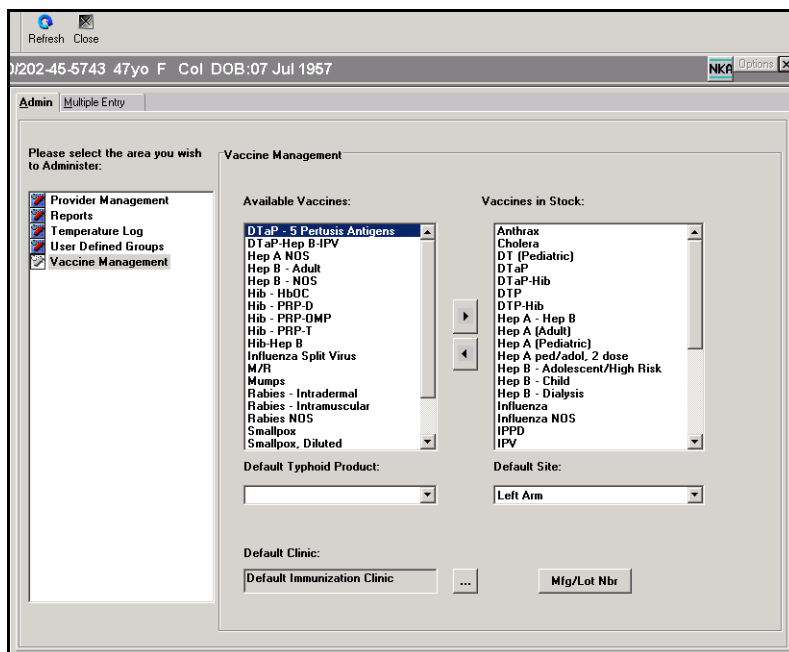 Refresh Close
0/202-45-5743 47yo F Col DOB:07 Jul 1957
NKA Options
Admin Multiple Entry
Please select the area you wish
to Administer:
Provider Management
Reports
Temperature Log
User Defined Groups
Vaccine Management
Vaccine Management
Available Vaccines:
DTaP - 5 Pertusis Antigens
DTaP-Hep B-IPV
Hep A NOS
Hep B - Adult
Hep B - NOS
Hib - HbOC
Hib - PRP-D
Hib - PRP-OMP
Hib - PRP-T
Hib-Hep B
Influenza Split Virus
M/R
Mumps
Rabies - Intradermal
Rabies - Intramuscular
Rabies NOS
Smallpox
Smallpox, Diluted
Vaccines in Stock:
Anthrax
Cholera
DT (Pediatric)
DTaP
DTaP-Hib
DTP
DTP-Hib
Hep A - Hep B
Hep A (Adult)
Hep A (Pediatric)
Hep A ped/adol, 2 dose
Hep B - Adolescent/High Risk
Hep B - Child
Hep B - Dialysis
Influenza
Influenza NOS
IPPD
IPV
Default Typhoid Product:
Default Site:
Left Arm
Default Clinic:
Default Immunization Clinic
...
Mfg/Lot Nbr